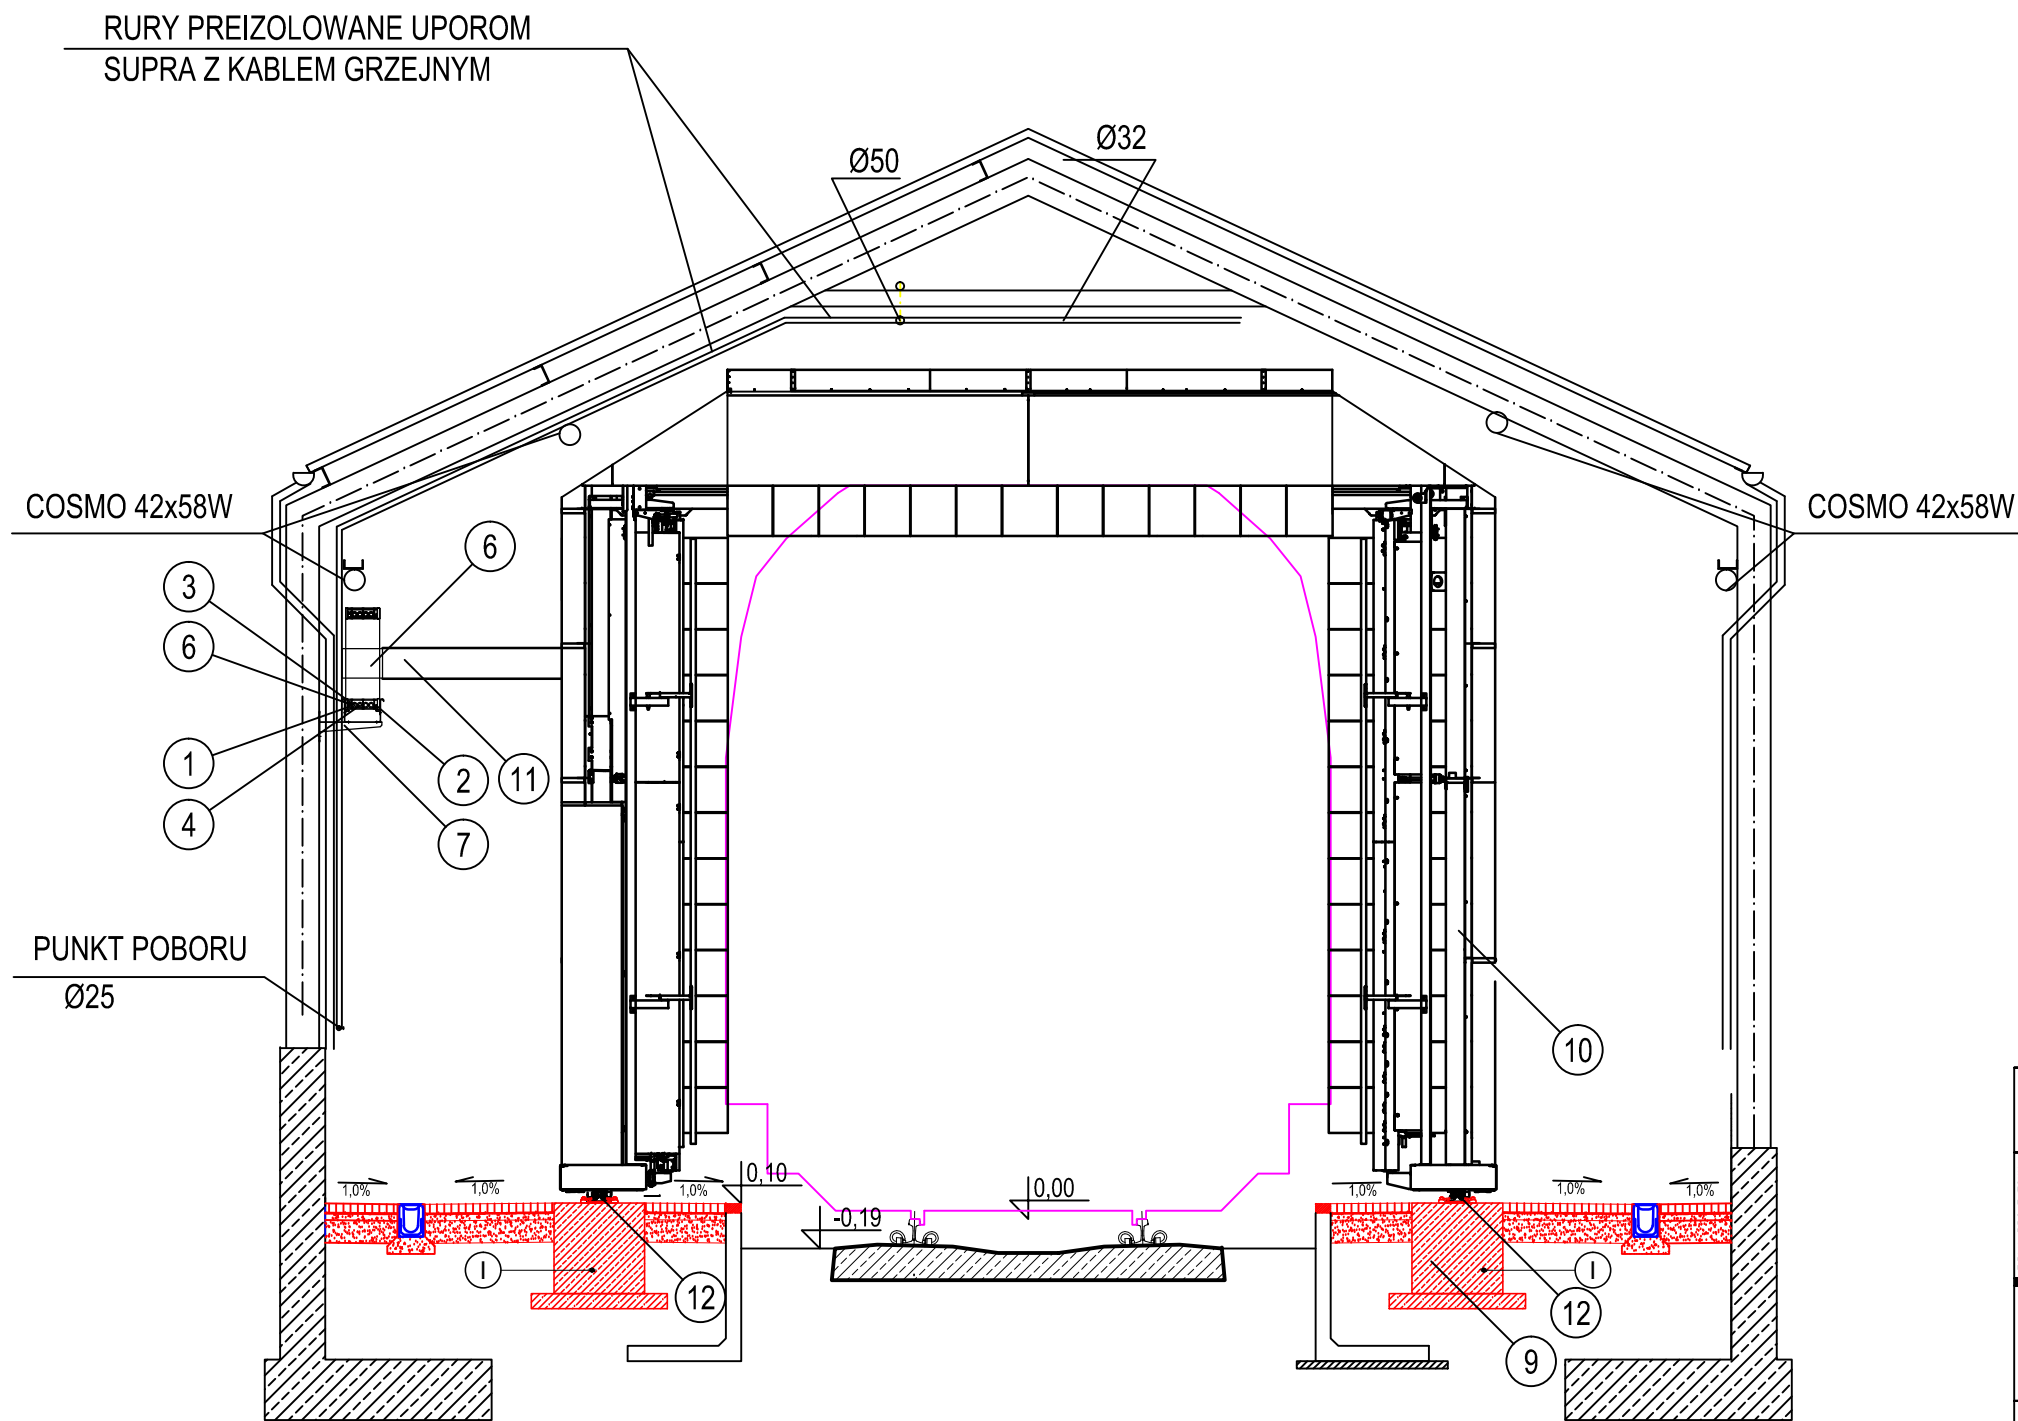 RURY PREIZOLOWANE UPOROM
SUPRA Z KABLEM GRZEJNYM
Ø50
Ø32
COSMO 42x58W
COSMO 42x58W
6
3
6
1
2
11
4
7
PUNKT POBORU
Ø25
10
1,0%
1,0%
1,0%
0,10
0,00
-0,19
1,0%
1,0%
1,0%
I
12
I
12
9